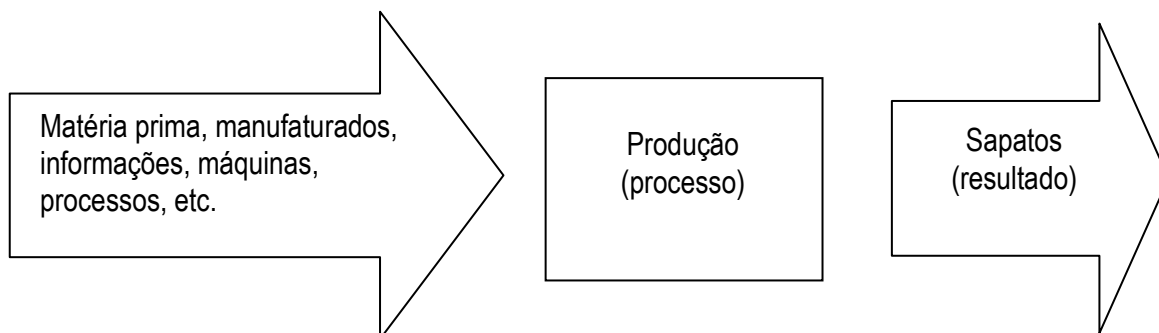 Matéria prima, manufaturados,
informações, máquinas,
processos, etc.
Produção
(processo)
Sapatos
(resultado)